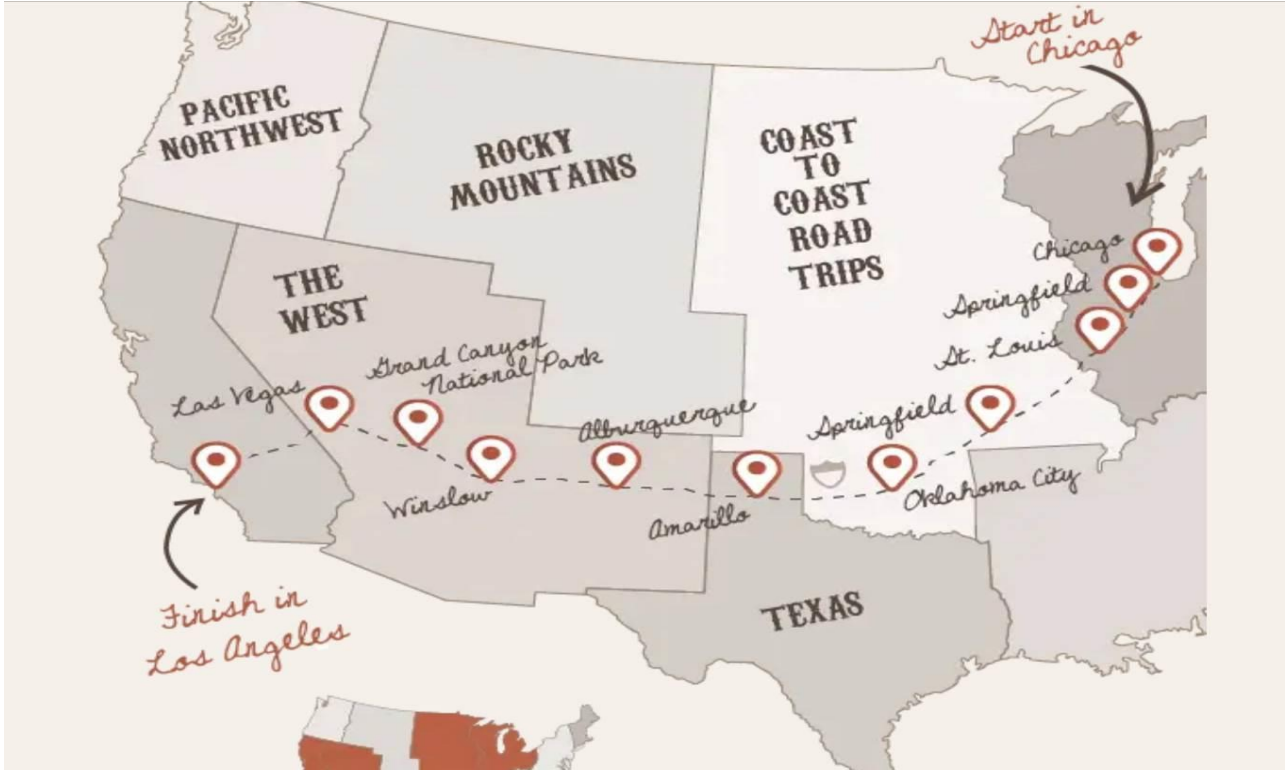 Start in
Chicago
PACIFIC
NORTHWEST
ROCKY
MOUNTAINS
COAST
TO
COAST
ROAD
TRIPS
THE
WEST
Chicago
Springfield
St. Louis
Grand Canyon
National Park
Las Vegas
Alburquerque
Springfield
Winslow
Amarillo
Oklahoma City
TEXAS
Finish in
Los Angeles